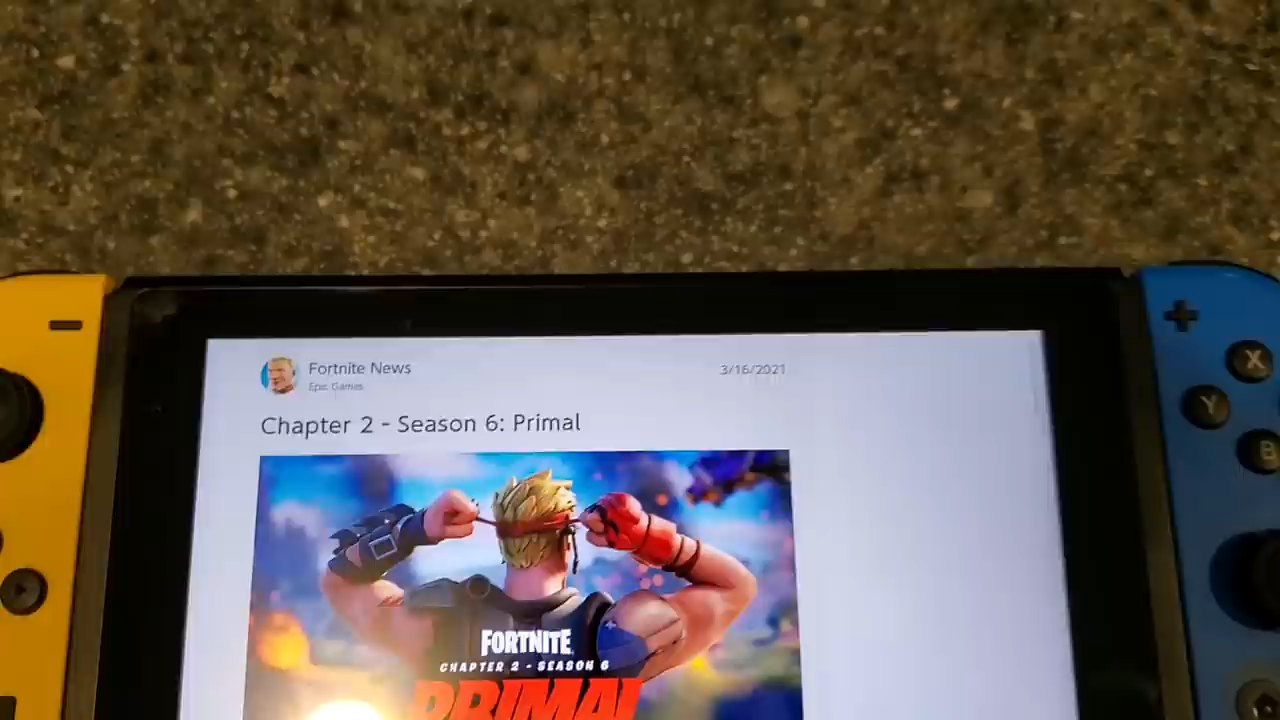 Fortnite News
Epic Games
3/16/2021
Chapter 2 - Season 6: Primal
FORTNITE
CHAPTER 2 - SEASON 6
PRIMAL
X
Y
B